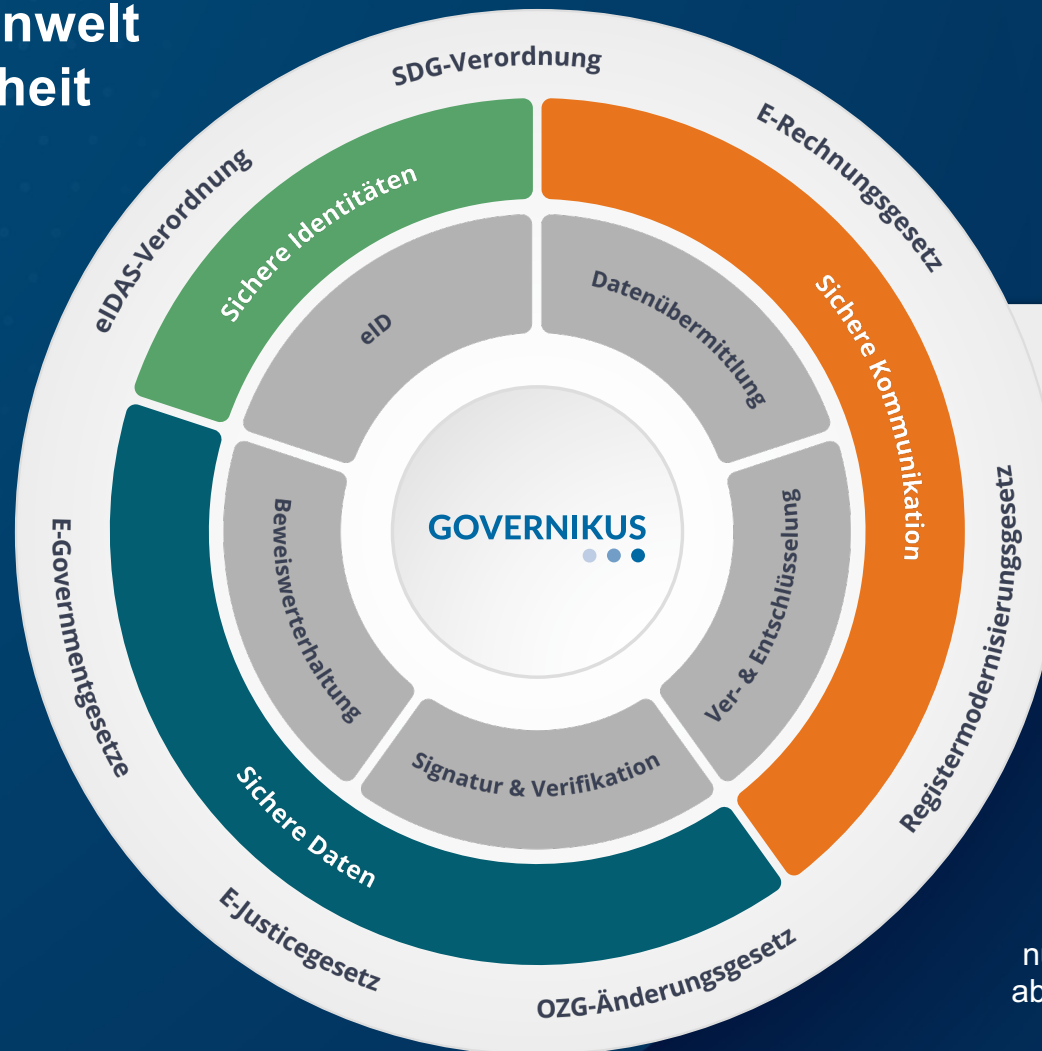 nwelt
heit
SDG-Verordnung
E-Rechnungsgesetz
eIDAS-Verordnung
Sichere Identitäten
Sichere Kommunikation
eID
Datenübermittlung
Registermodernisierungsgesetz
E-Governmentgesetze
Beweiswerterhaltung
GOVERNIKUS
Ver- & Entschlüsselung
Signatur & Verifikation
Sichere Daten
E-Justicegesetz
OZG-Änderungsgesetz
n
ab